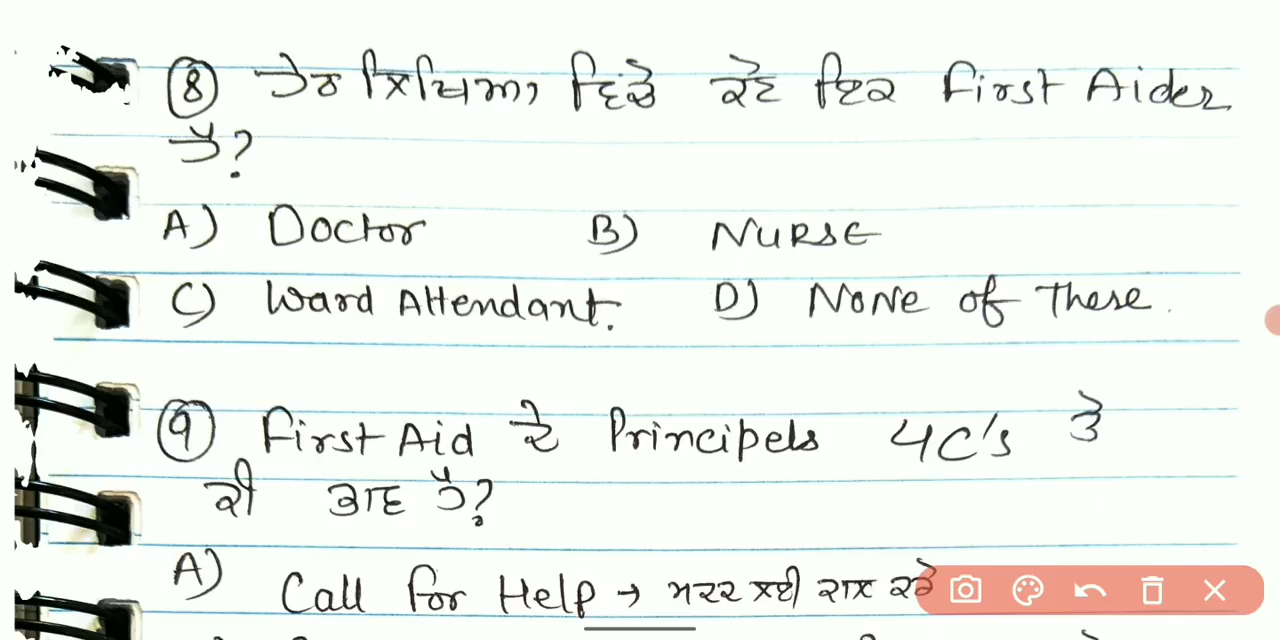 ⑧ ਹੇਠ ਲਿਖਿਆ ਵਿੱਚੋਂ ਕੌਣ ਇੱਕ First Aider
ਹੈ?
A) Doctor B) NURSE
C) Ward Attendant. D) NONE of These.
⑨ First Aid ਦੇ Principels 4C's ਤੋਂ
ਕੀ ਭਾਵ ਹੈ?
A) Call for Help → ਮਦਦ ਲਈ ਕਾਲ ਕਰੋ